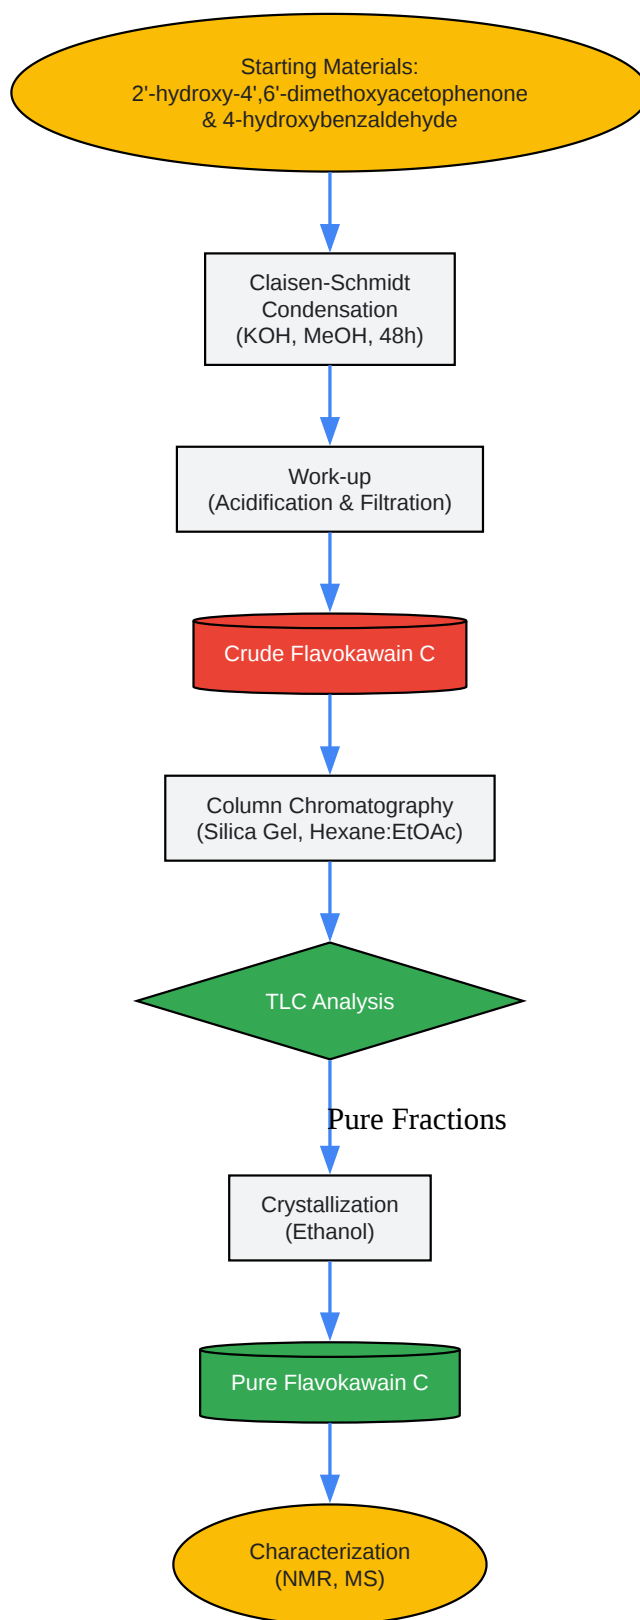 Starting Materials:
2'-hydroxy-4',6'-dimethoxyacetophenone
& 4-hydroxybenzaldehyde
Claisen-Schmidt
Condensation
(KOH, MeOH, 48h)
Work-up
(Acidification & Filtration)
Crude Flavokawain C
Column Chromatography
(Silica Gel, Hexane:EtOAc)
TLC Analysis
Pure Fractions
Crystallization
(Ethanol)
Pure Flavokawain C
Characterization
(NMR, MS)